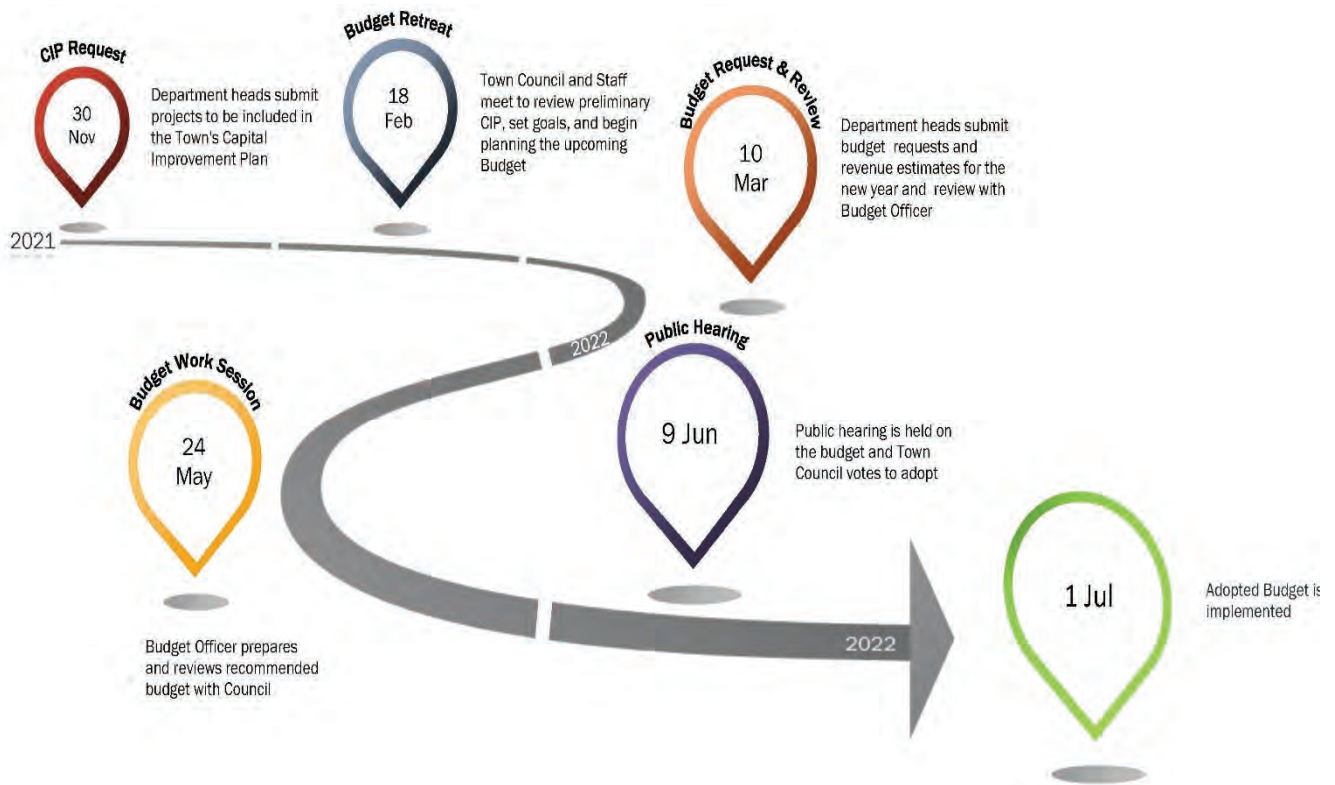 CIP Request
30
Nov
Department heads submit
projects to be included in
the Town's Capital
Improvement Plan
Budget Retreat
18
Feb
Town Council and Staff
meet to review preliminary
CIP, set goals, and begin
planning the upcoming
Budget
Budget Request & Review
10
Mar
Department heads submit
budget requests and
revenue estimates for the
new year and review with
Budget Officer
2021
2022
Budget Work Session
24
May
Budget Officer prepares
and reviews recommended
budget with Council
Public Hearing
9 Jun
Public hearing is held on
the budget and Town
Council votes to adopt
2022
1 Jul
Adopted Budget is
implemented